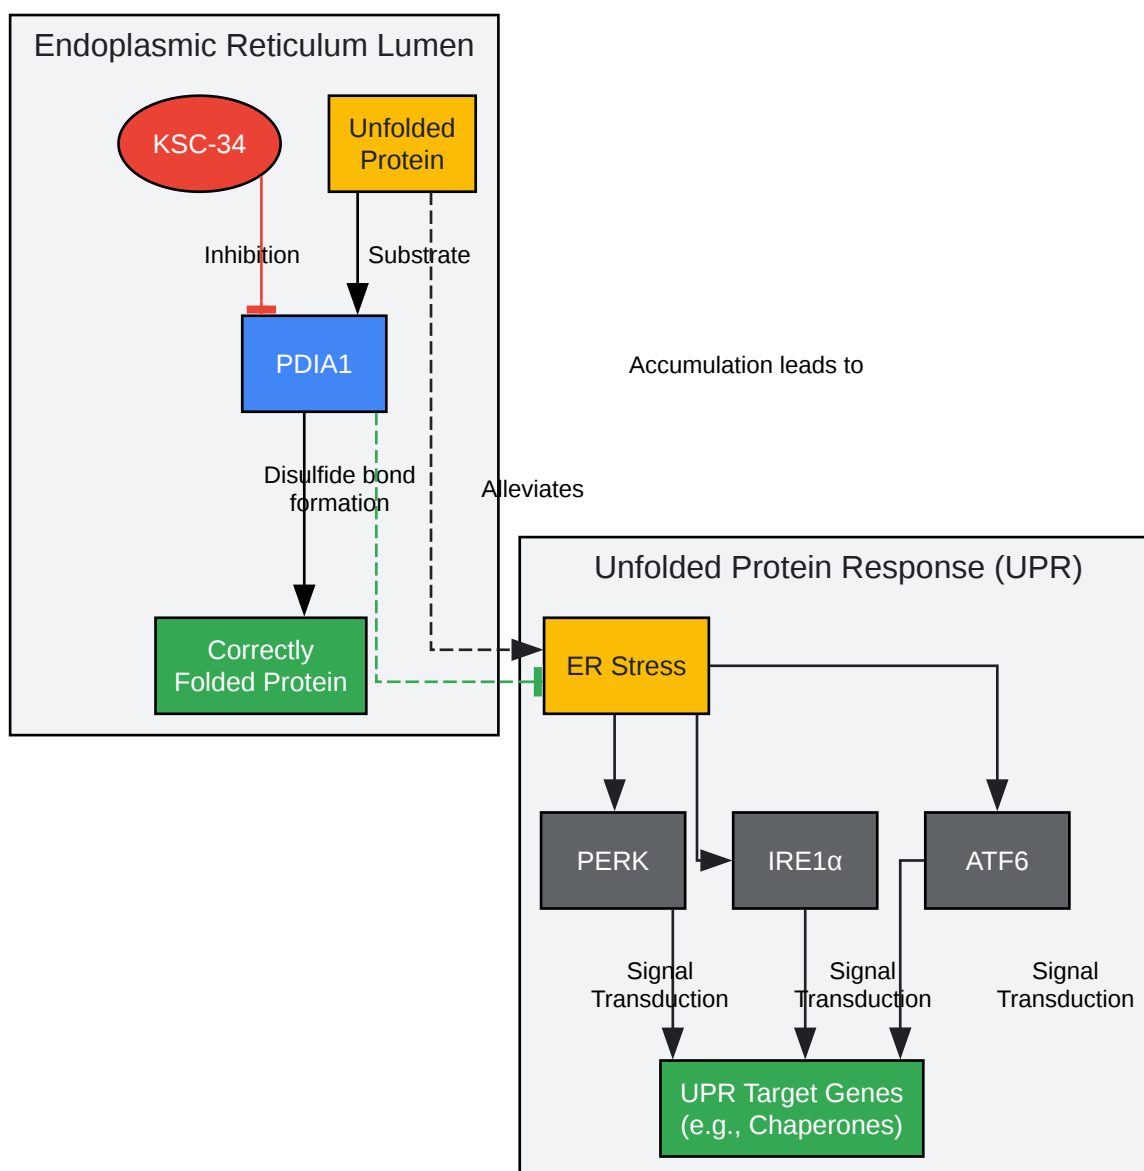 Endoplasmic Reticulum Lumen
KSC-34
Unfolded
Protein
Inhibition
Substrate
PDIA1
Accumulation leads to
Disulfide bond
formation
Alleviates
Unfolded Protein Response (UPR)
Correctly
Folded Protein
ER Stress
PERK
IRE1α
ATF6
Signal
Transduction
Signal
Transduction
Signal
Transduction
UPR Target Genes
(e.g., Chaperones)